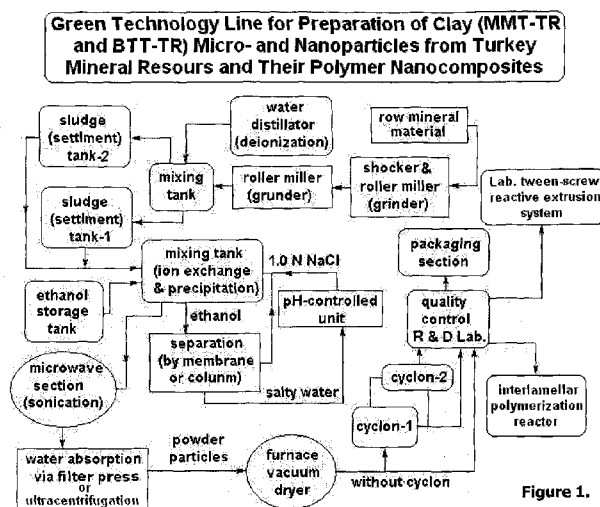 Green Technology Line for Preparation of Clay (MMT-TR
and BTT-TR) Micro- and Nanoparticles from Turkey
Mineral Resours and Their Polymer Nanocomposites
sludge
(settlment)
tank-2
water
distillator
(deionization)
row mineral
material
mixing
tank
roller miller
(grunder)
shocker &
roller miller
(grinder)
Lab. tween-screw
reactive extrusion
system
sludge
(settlment)
tank-1
mixing tank
(ion exchange
& precipitation)
1.0 N NaCl
packaging
section
ethanol
storage
tank
ethanol
pH-controlled
unit
quality
control
R & D Lab.
separation
(by membrane
or colunm)
microwave
section
(sonication)
salty water
cyclon-2
cyclon-1
interlamellar
polymerization
reactor
water absorption
via filter press
or
ultracentrifugation
powder
particles
furnace
vacuum
dryer
without cyclon
Figure 1.